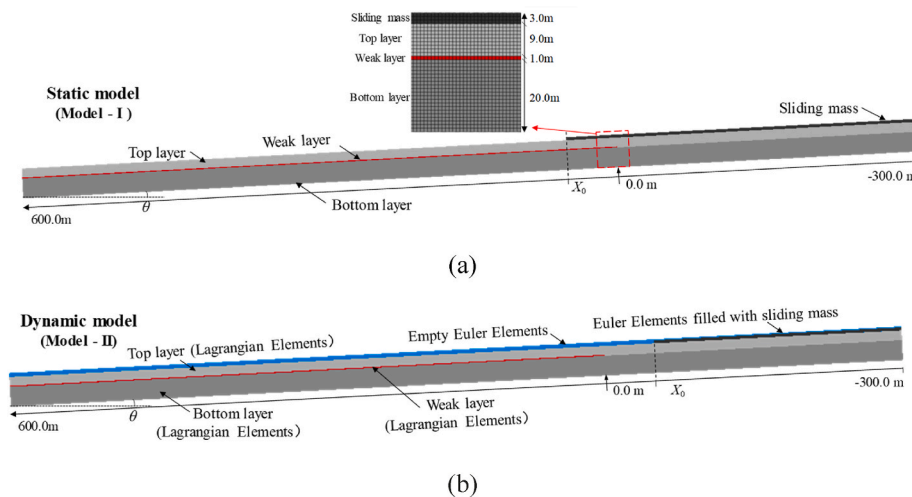 Sliding mass
3.0m
Top layer
9.0m
Weak layer
1.0m
Bottom layer
20.0m
Static model
(Model - I )
Sliding mass
Top layer
Weak layer
X₀
0.0 m
-300.0m
600.0m
θ
Bottom layer
(a)
Dynamic model
(Model - II)
Empty Euler Elements
Euler Elements filled with sliding mass
Top layer (Lagrangian Elements)
0.0 m
X₀
-300.0m
600.0m
θ
Bottom layer
(Lagrangian Elements)
Weak layer
(Lagrangian Elements)
(b)